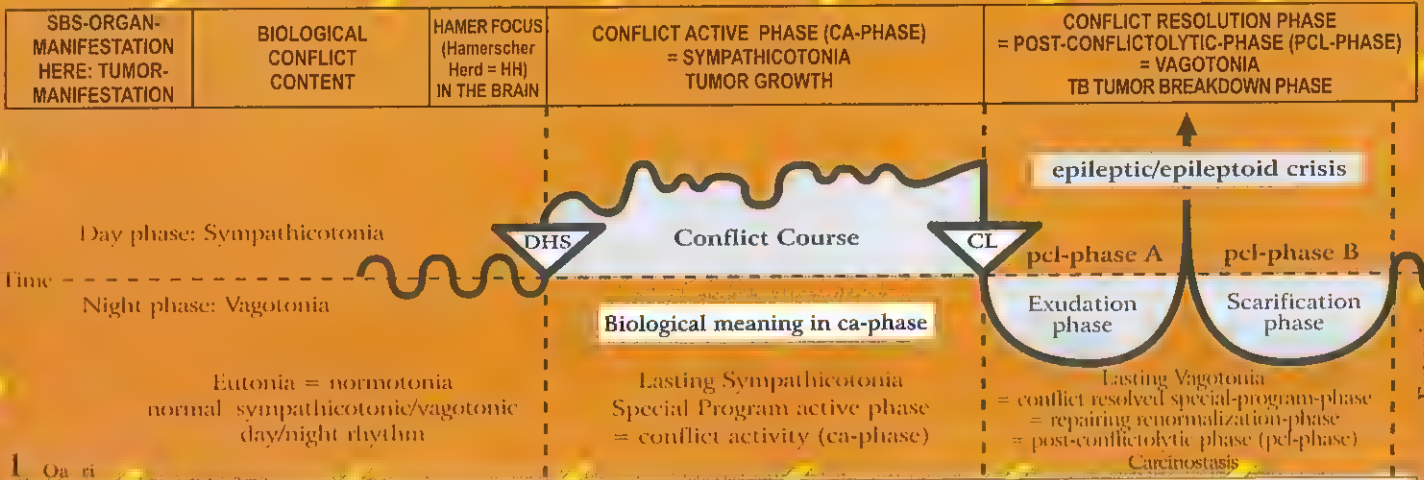 SBS-ORGAN-
MANIFESTATION
HERE: TUMOR-
MANIFESTATION
BIOLOGICAL
CONFLICT
CONTENT
HAMER FOCUS
(Hamerscher
Herd = HH)
IN THE BRAIN
CONFLICT ACTIVE PHASE (CA-PHASE)
= SYMPATHICOTONIA
TUMOR GROWTH
CONFLICT RESOLUTION PHASE
= POST-CONFLICTOLYTIC-PHASE (PCL-PHASE)
= VAGOTONIA
TB TUMOR BREAKDOWN PHASE
epileptic/epileptoid crisis
Day phase: Sympathicotonia
DHS
Conflict Course
CL
pcl-phase A
pcl-phase B
Time
Night phase: Vagotonia
Exudation
phase
Scarification
phase
Biological meaning in ca-phase
Eutonia = normotonia
normal sympathicotonic/vagotonic
day/night rhythm
Lasting Sympathicotonia
Special Program active phase
= conflict activity (ca-phase)
Lasting Vagotonia
= conflict resolved special-program-phase
= repairing renormalization-phase
= post-conflictolytic phase (pcl-phase)
Carcinostasis
1